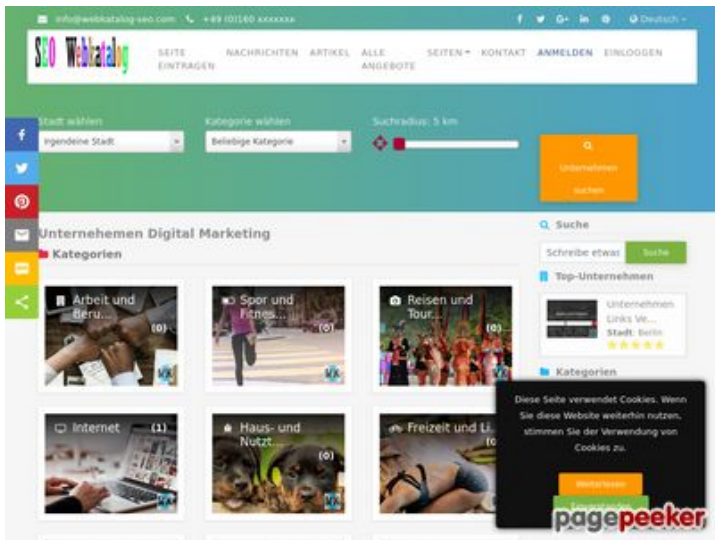 info@webkatalog-seo.com +49 (0)160 xxxxxxx
G+ in Deutsch
SEO Webkatalog
SEITE EINTRAGEN
NACHRICHTEN
ARTIKEL
ALLE ANGEBOTE
SEITEN
KONTAKT
ANMELDEN
EINLOGGEN
Stadt wählen
Irgendeine Stadt
Kategorie wählen
Beliebige Kategorie
Suchradius: 5 km
Unternehmen
suchen
Unternehemen Digital Marketing
Kategorien
Arbeit und
Beru...
(0)
Spor und
Fitnes...
(0)
Reisen und
Tour...
(0)
Internet (1)
Haus- und
Nutzt...
(0)
Freizeit und Li...
Suche
Schreibe etwas
Suche
Top-Unternehmen
Unternehmen
Links Ve...
Stadt: Berlin
Kategorien
Diese Seite verwendet Cookies. Wenn
Sie diese Website weiterhin nutzen,
stimmen Sie der Verwendung von
Cookies zu.
Weiterlesen
pagepeeker